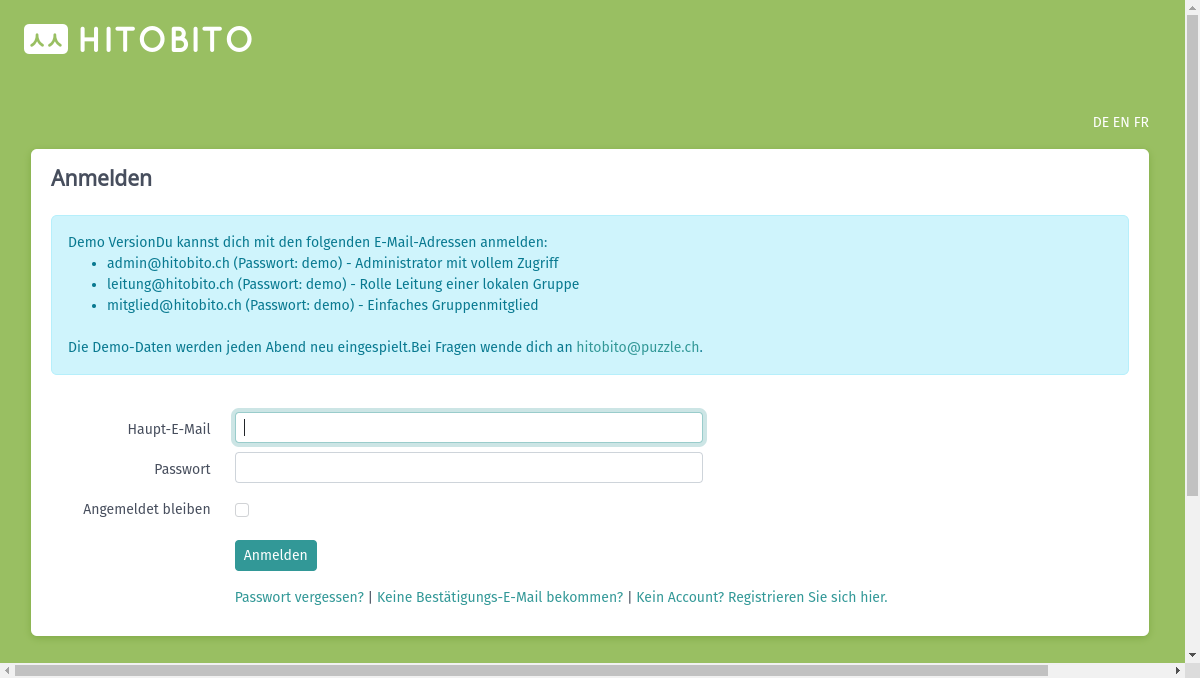 HITOBITO
DE EN FR
Anmelden
Demo VersionDu kannst dich mit den folgenden E-Mail-Adressen anmelden:
• admin@hitobito.ch (Passwort: demo) - Administrator mit vollem Zugriff
• leitung@hitobito.ch (Passwort: demo) - Rolle Leitung einer lokalen Gruppe
• mitglied@hitobito.ch (Passwort: demo) - Einfaches Gruppenmitglied
Die Demo-Daten werden jeden Abend neu eingespielt.Bei Fragen wende dich an hitobito@puzzle.ch.
Haupt-E-Mail
Passwort
Angemeldet bleiben
Anmelden
Passwort vergessen? | Keine Bestätigungs-E-Mail bekommen? | Kein Account? Registrieren Sie sich hier.